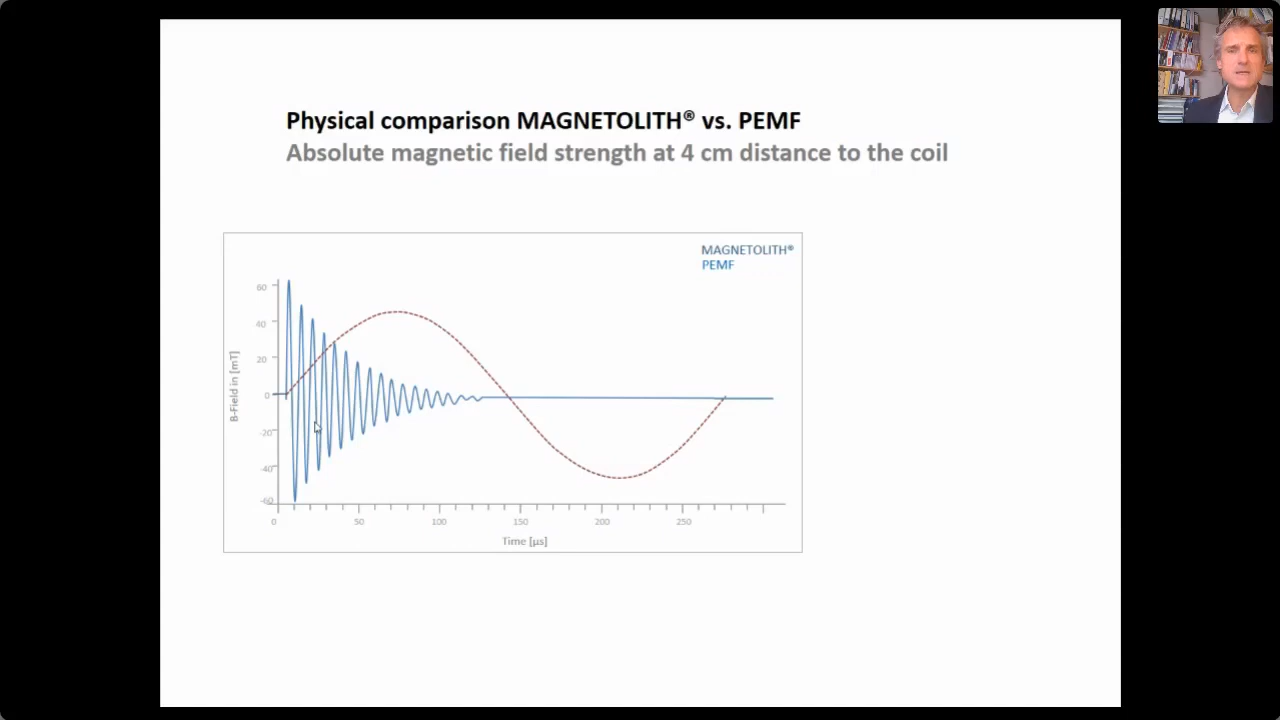 Physical comparison MAGNETOLITH® vs. PEMF
Absolute magnetic field strength at 4 cm distance to the coil
MAGNETOLITH®
PEMF
60
40
20
0
-20
-40
-60
B-Field in [mT]
0 50 100 150 200 250
Time [µs]